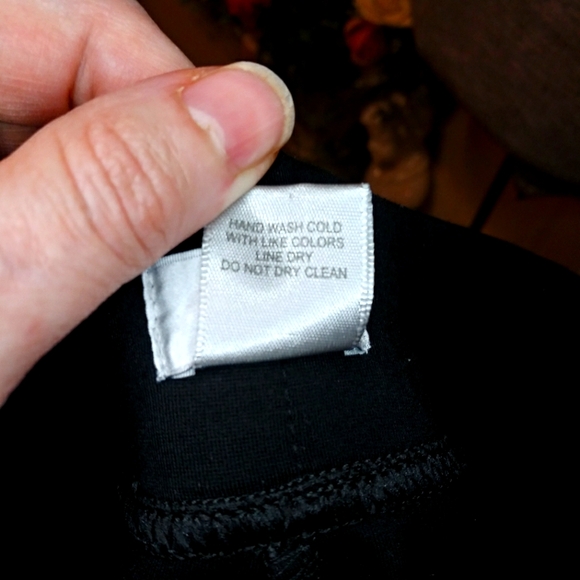 HAND WASH COLD
WITH LIKE COLORS
LINE DRY
DO NOT DRY CLEAN